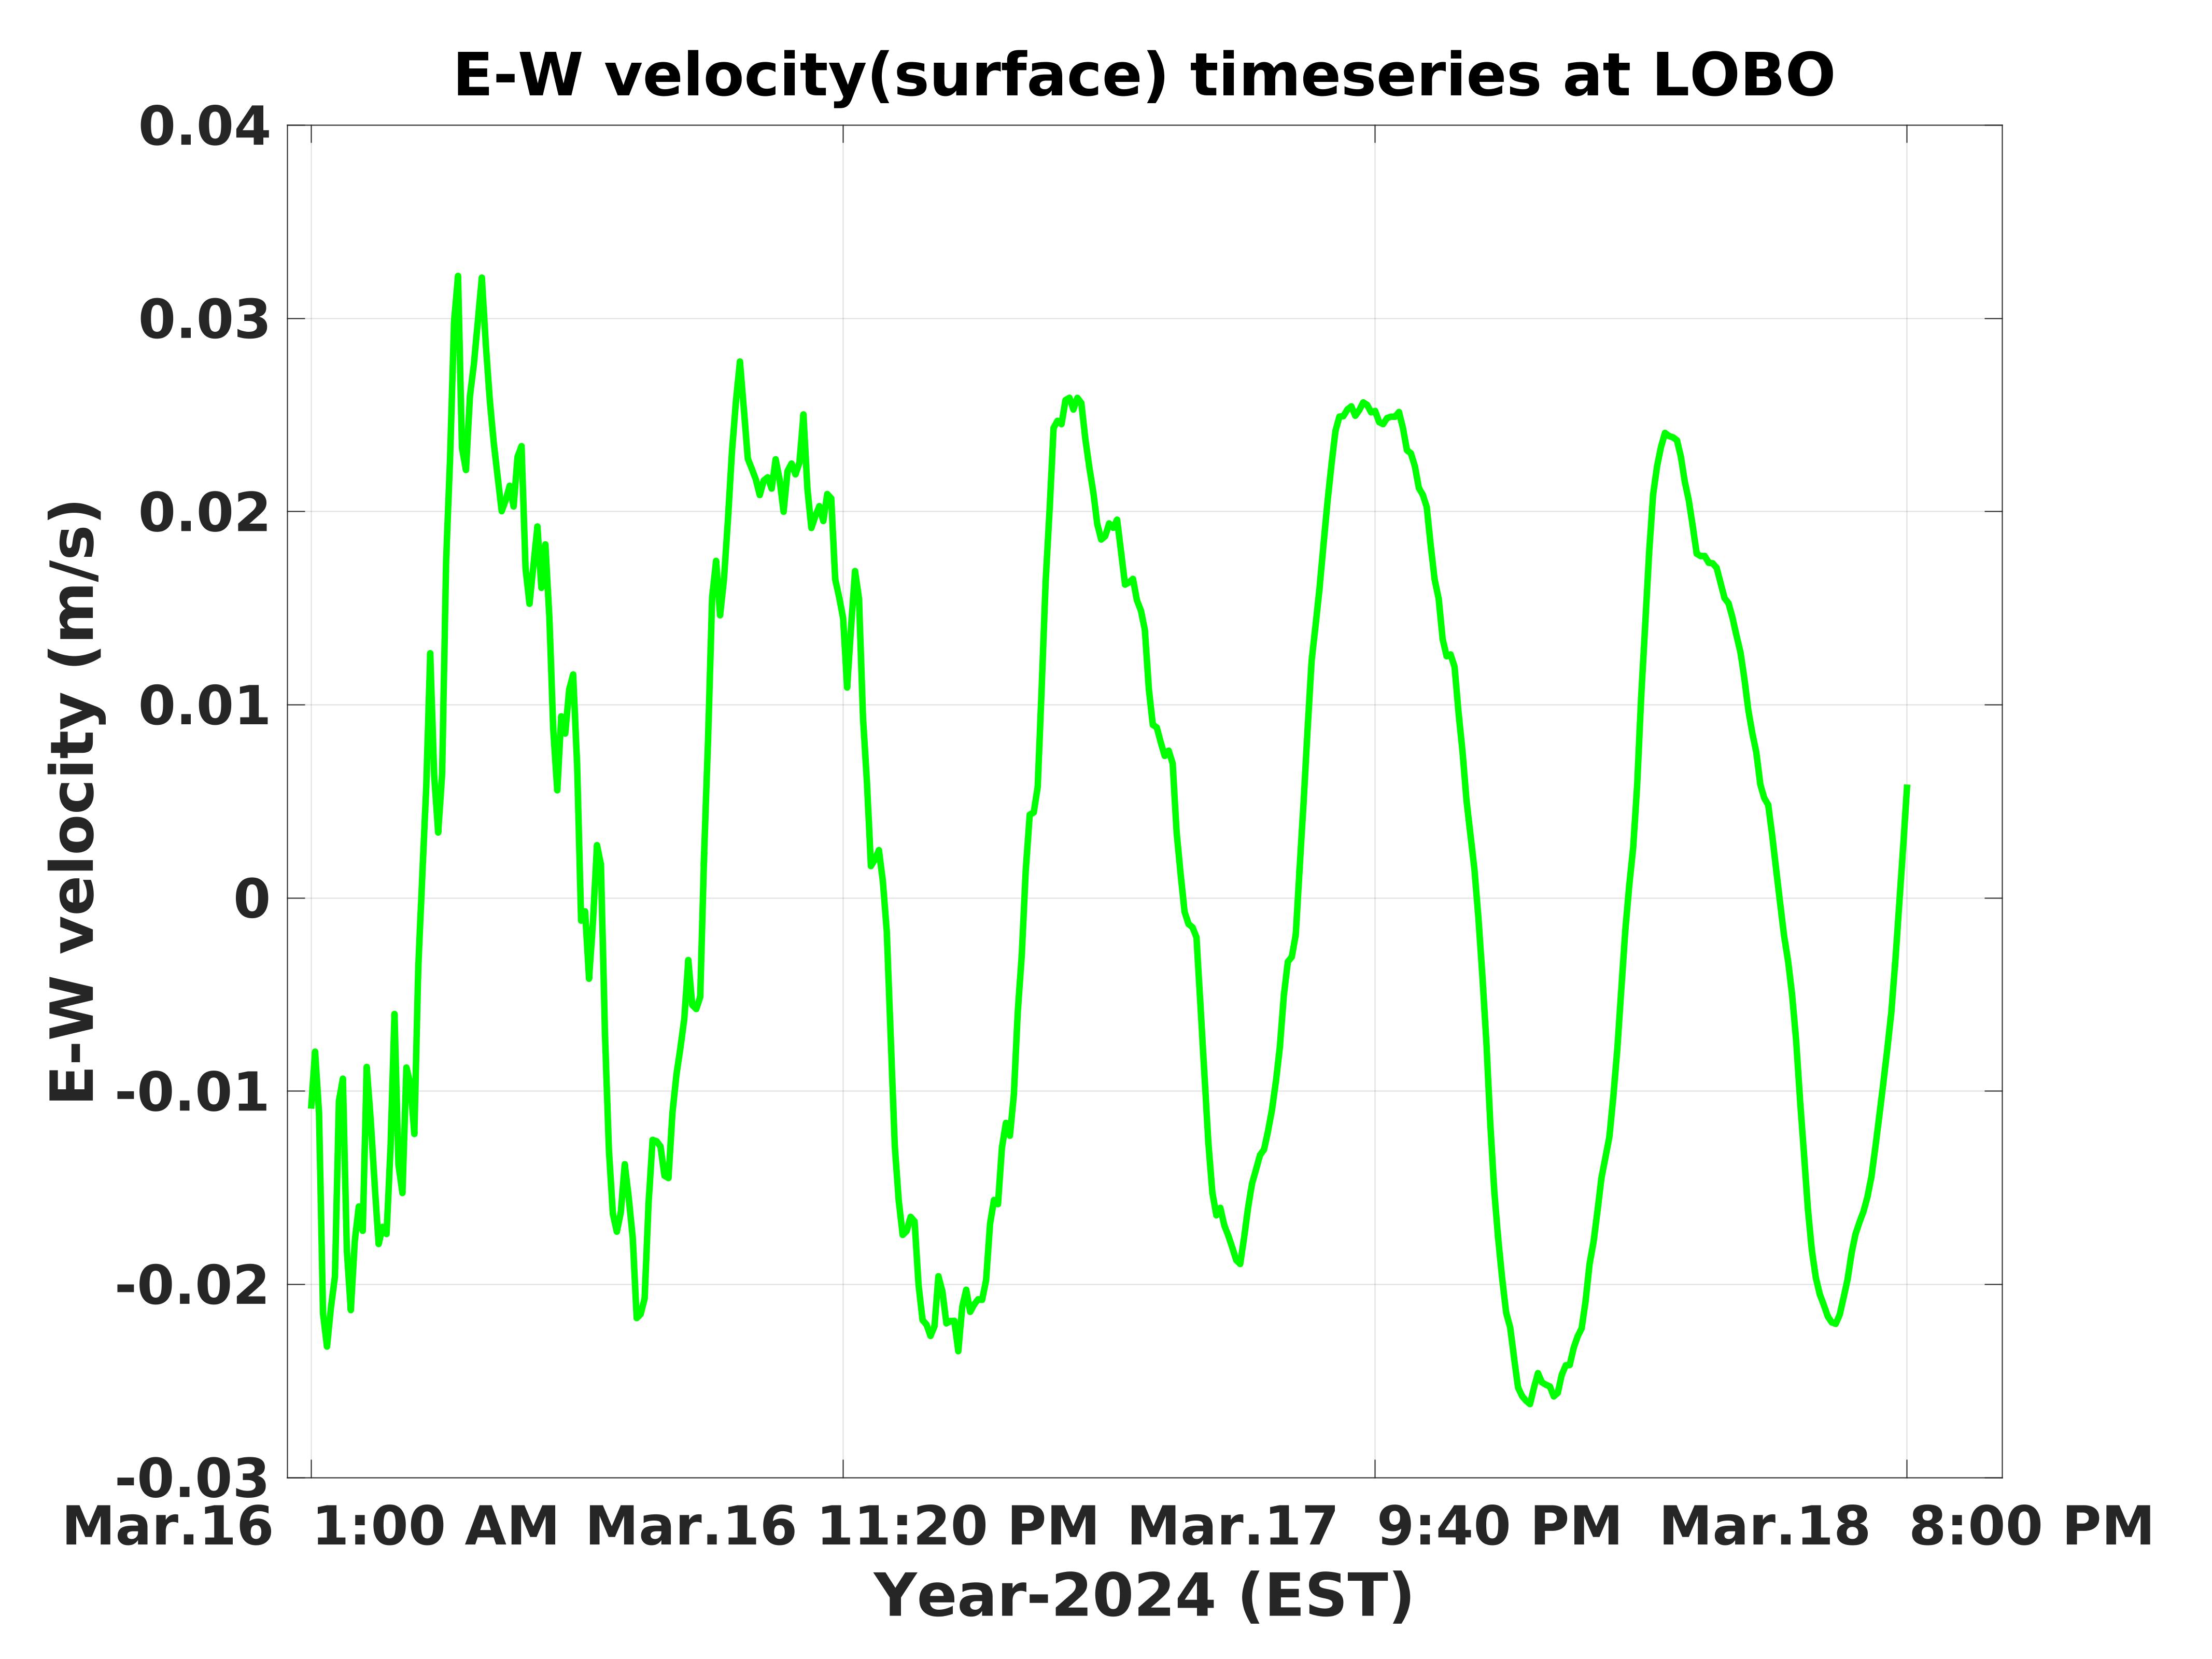 E-W velocity(surface) timeseries at LOBO
0.04
0.03
0.02
0.01
0
-0.01
-0.02
-0.03
E-W velocity (m/s)
Mar.16 1:00 AM Mar.16 11:20 PM Mar.17 9:40 PM Mar.18 8:00 PM
Year-2024 (EST)